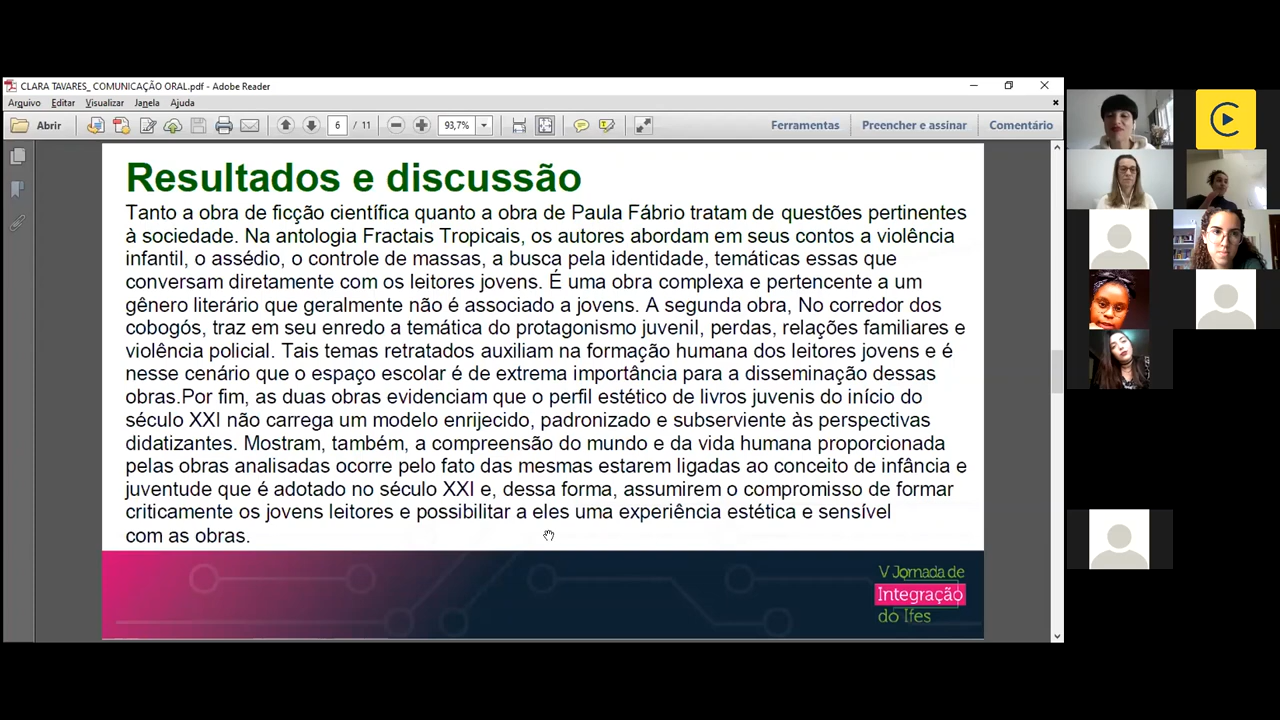 CLARA TAVARES_ COMUNICAÇÃO ORAL.pdf - Adobe Reader
Arquivo Editar Visualizar Janela Ajuda
Abrir 6 / 11 93,7% Ferramentas Preencher e assinar Comentário
Resultados e discussão
Tanto a obra de ficção científica quanto a obra de Paula Fábrio tratam de questões pertinentes
à sociedade. Na antologia Fractais Tropicais, os autores abordam em seus contos a violência
infantil, o assédio, o controle de massas, a busca pela identidade, temáticas essas que
conversam diretamente com os leitores jovens. É uma obra complexa e pertencente a um
gênero literário que geralmente não é associado a jovens. A segunda obra, No corredor dos
cobogós, traz em seu enredo a temática do protagonismo juvenil, perdas, relações familiares e
violência policial. Tais temas retratados auxiliam na formação humana dos leitores jovens e é
nesse cenário que o espaço escolar é de extrema importância para a disseminação dessas
obras.Por fim, as duas obras evidenciam que o perfil estético de livros juvenis do início do
século XXI não carrega um modelo enrijecido, padronizado e subserviente às perspectivas
didatizantes. Mostram, também, a compreensão do mundo e da vida humana proporcionada
pelas obras analisadas ocorre pelo fato das mesmas estarem ligadas ao conceito de infância e
juventude que é adotado no século XXI e, dessa forma, assumirem o compromisso de formar
criticamente os jovens leitores e possibilitar a eles uma experiência estética e sensível
com as obras.
V Jornada de
Integração
do Ifes